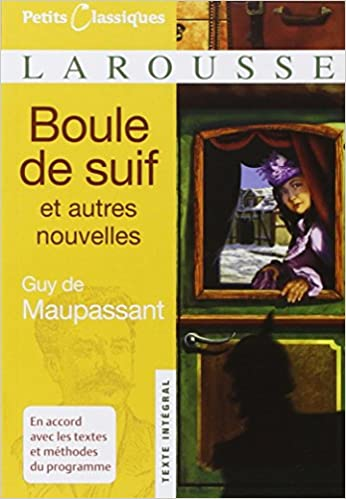 Petits Classiques
LAROUSSE
Boule
de suif
et autres
nouvelles
Guy de
Maupassant
En accord
avec les textes
et méthodes
du programme
TEXTE INTÉGRAL